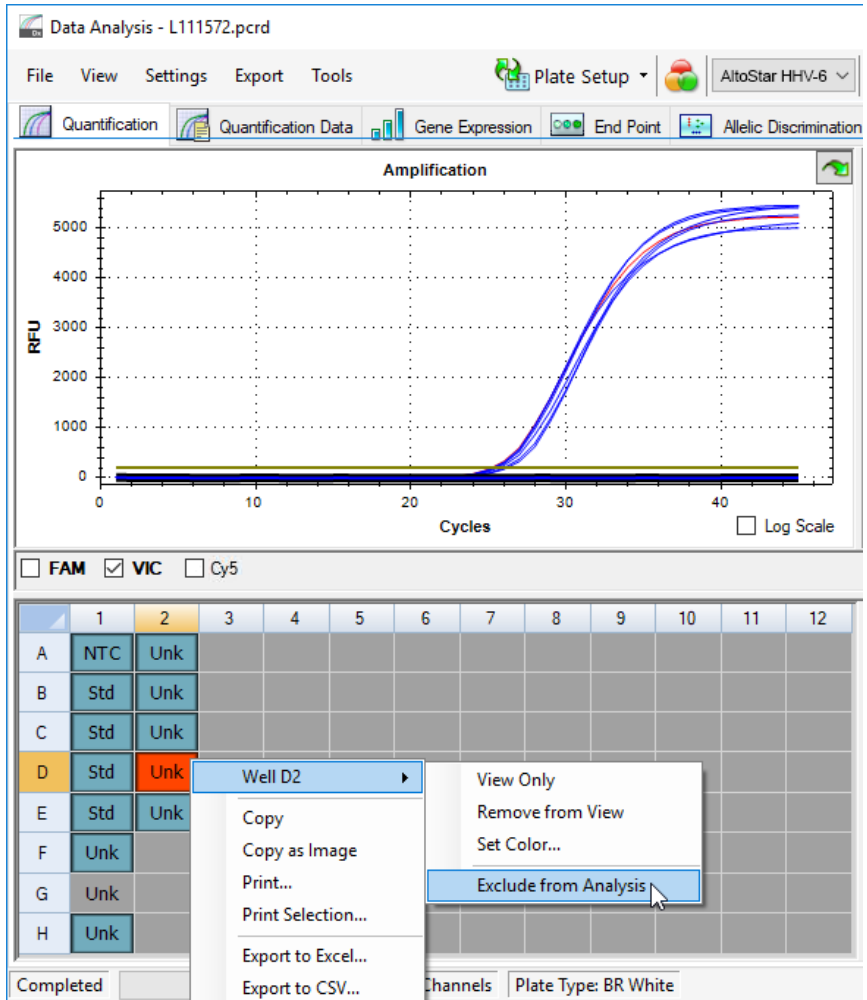 Data Analysis - L111572.pcrd
File View Settings Export Tools Plate Setup AltoStar HHV-6
Quantification Quantification Data Gene Expression End Point Allelic Discrimination
Amplification
5000
4000
3000
2000
1000
0
RFU
0 10 20 30 40
Cycles
Log Scale
FAM VIC Cy5
1 2 3 4 5 6 7 8 9 10 11 12
A NTC Unk
B Std Unk
C Std Unk
D Std Unk
E Std Unk
F Unk
G Unk
H Unk
Well D2
Copy
Copy as Image
Print...
Print Selection...
Export to Excel...
Export to CSV...
View Only
Remove from View
Set Color...
Exclude from Analysis
Completed Channels Plate Type: BR White